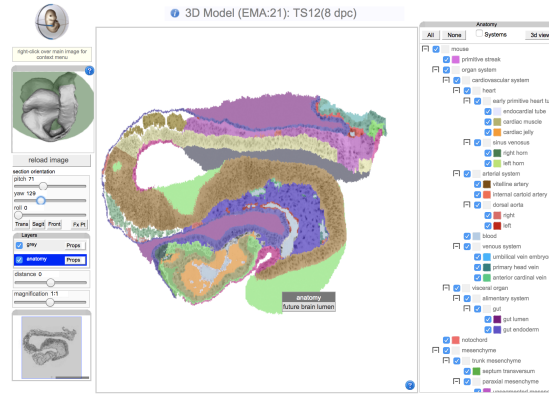 3D Model (EMA:21): TS12(8 dpc)
right-click over main image for
context menu
reload image
section orientation
pitch 71
yaw 129
roll 0
Trans Sagit Front Fx Pt
Layers
grey Props
anatomy Props
distance 0
magnification 1:1
anatomy
future brain lumen
Anatomy
All None Systems 3d view
mouse
primitive streak
organ system
cardiovascular system
heart
early primitive heart tu
endocardial tube
cardiac muscle
cardiac jelly
sinus venosus
right horn
left horn
arterial system
vitelline artery
internal carotid artery
dorsal aorta
right
left
blood
venous system
umbilical vein embryo
primary head vein
anterior cardinal vein
visceral organ
alimentary system
gut
gut lumen
gut endoderm
notochord
mesenchyme
trunk mesenchyme
septum transversum
paraxial mesenchyme